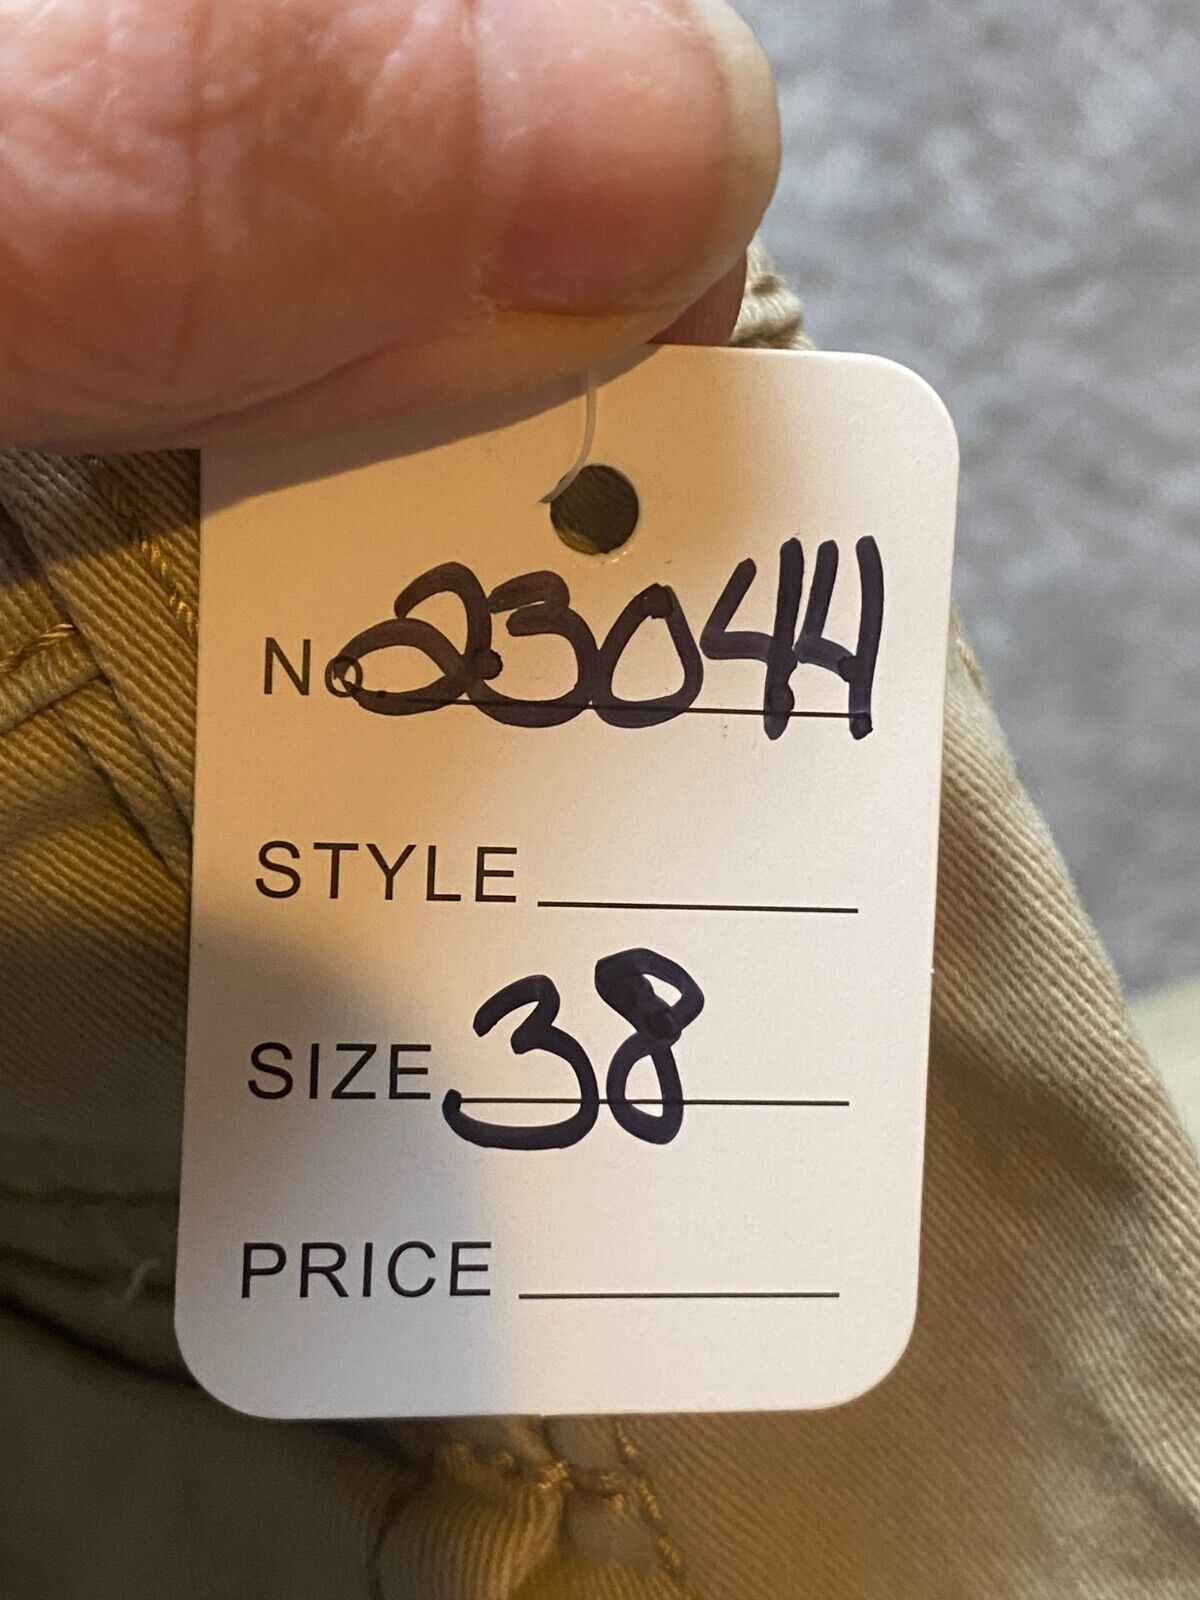 No 23044
STYLE
SIZE 38
PRICE